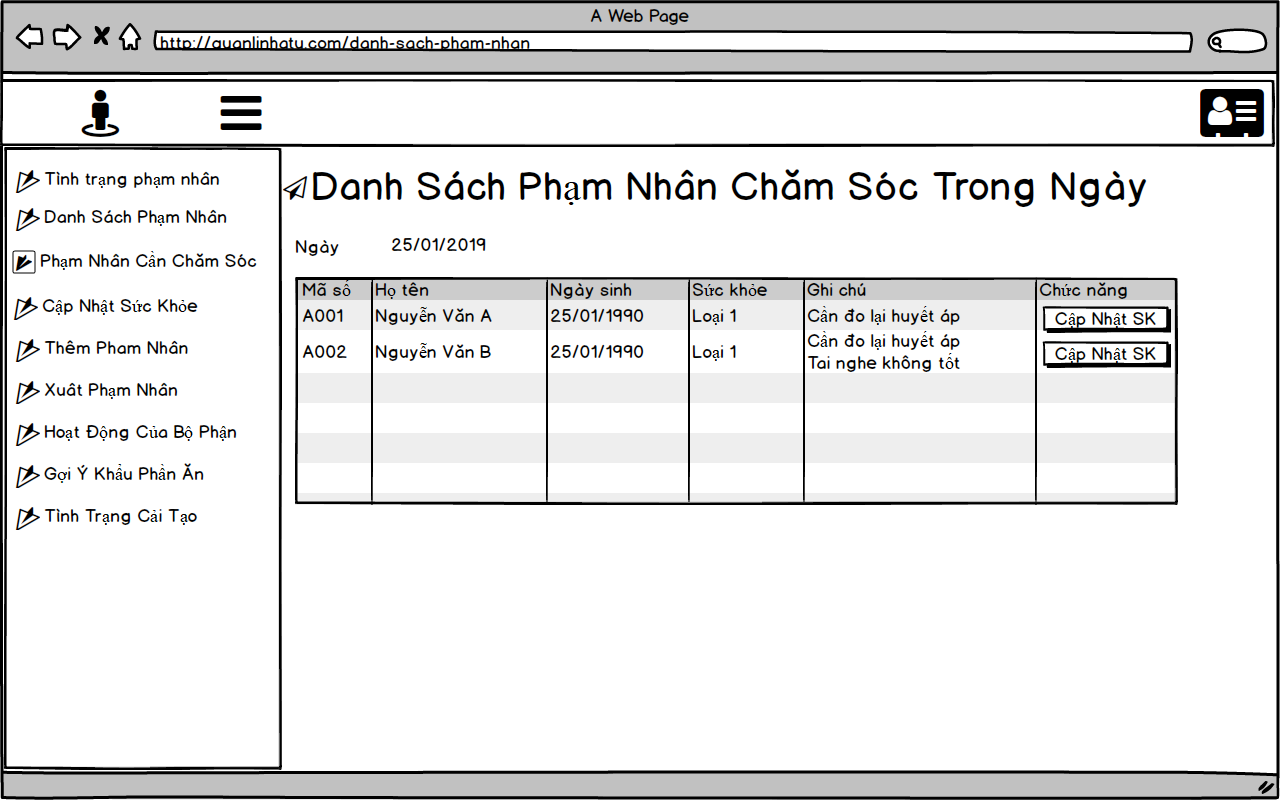 A Web Page
http://quanlinhatu.com/danh-sach-pham-nhan
Tình trạng phạm nhân
Danh Sách Phạm Nhân
Phạm Nhân Cần Chăm Sóc
Cập Nhật Sức Khỏe
Thêm Pham Nhân
Xuât Phạm Nhân
Hoạt Động Của Bộ Phận
Gợi Ý Khẩu Phần Ăn
Tình Trạng Cải Tạo
Danh Sách Phạm Nhân Chăm Sóc Trong Ngày
Ngày 25/01/2019
Mã số Họ tên Ngày sinh Sức khỏe Ghi chú Chức năng
A001 Nguyễn Văn A 25/01/1990 Loại 1 Cần đo lại huyết áp Cập Nhật SK
A002 Nguyễn Văn B 25/01/1990 Loại 1 Cần đo lại huyết áp Cập Nhật SK
Tai nghe không tốt